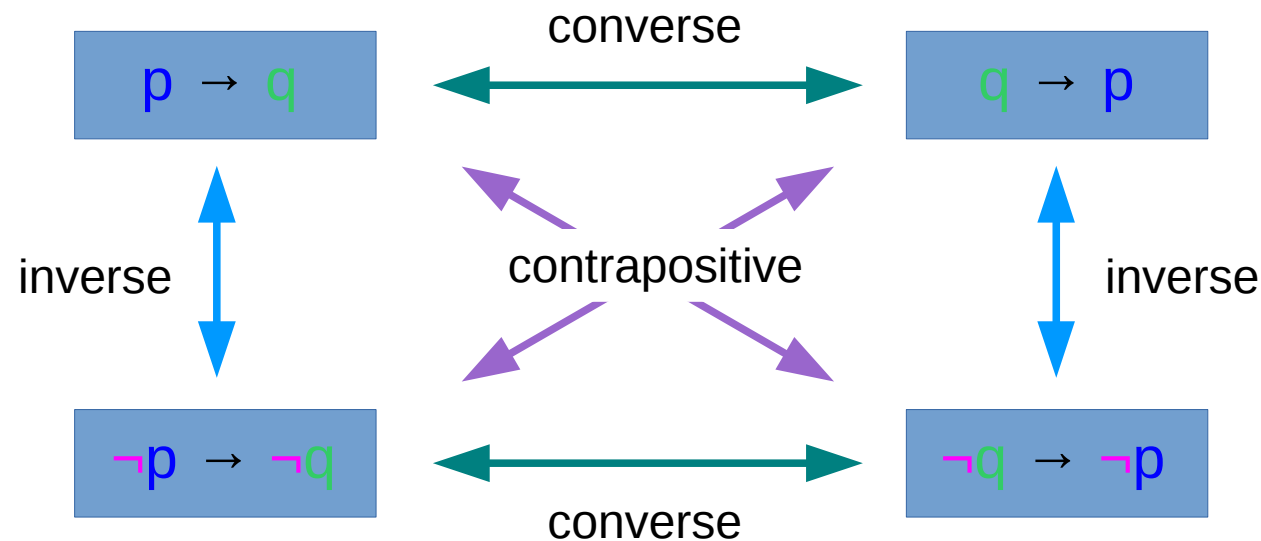 converse
p → q
q → p
inverse
contrapositive
inverse
¬p → ¬q
¬q → ¬p
converse